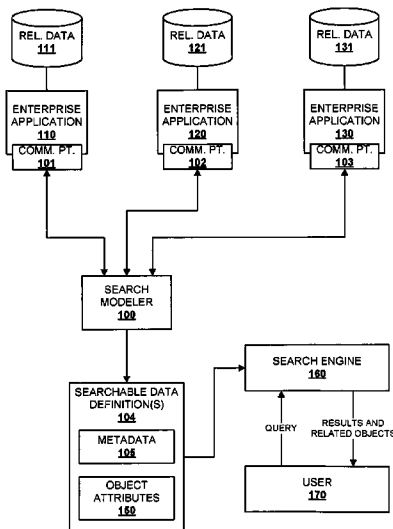 REL. DATA
111
REL. DATA
121
REL. DATA
131
ENTERPRISE
APPLICATION
110
COMM. PT.
101
ENTERPRISE
APPLICATION
120
COMM. PT.
102
ENTERPRISE
APPLICATION
130
COMM. PT.
103
SEARCH
MODELER
100
SEARCHABLE DATA
DEFINITION(S)
104
METADATA
105
OBJECT
ATTRIBUTES
150
SEARCH ENGINE
160
QUERY
RESULTS AND
RELATED OBJECTS
USER
170